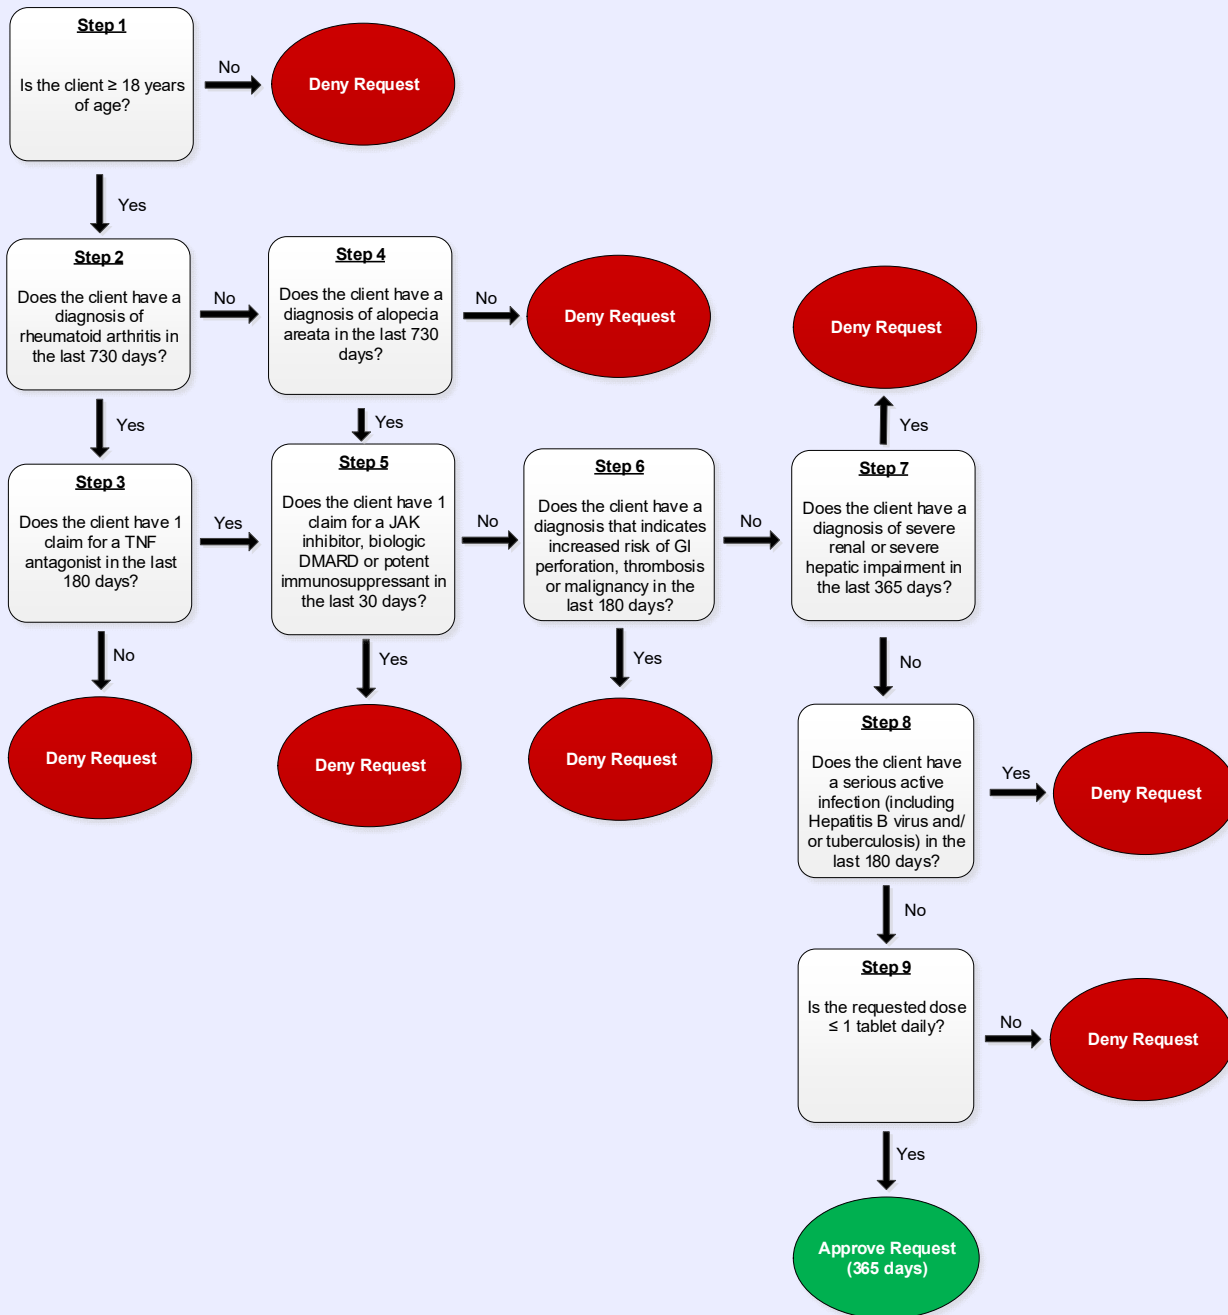 Step 1
Is the client ≥ 18 years
of age?
No
Deny Request
Yes
Step 2
Does the client have a
diagnosis of
rheumatoid arthritis in
the last 730 days?
No
Step 4
Does the client have a
diagnosis of alopecia
areata in the last 730
days?
No
Deny Request
Deny Request
Yes
Yes
Yes
Step 3
Does the client have 1
claim for a TNF
antagonist in the last
180 days?
Yes
Step 5
Does the client have 1
claim for a JAK
inhibitor, biologic
DMARD or potent
immunosuppressant in
the last 30 days?
No
Step 6
Does the client have a
diagnosis that indicates
increased risk of GI
perforation, thrombosis
or malignancy in the
last 180 days?
No
Step 7
Does the client have a
diagnosis of severe
renal or severe
hepatic impairment in
the last 365 days?
No
Yes
Yes
No
Deny Request
Deny Request
Deny Request
Step 8
Does the client have
a serious active
infection (including
Hepatitis B virus and/
or tuberculosis) in the
last 180 days?
Yes
Deny Request
No
Step 9
Is the requested dose
≤ 1 tablet daily?
No
Deny Request
Yes
Approve Request
(365 days)